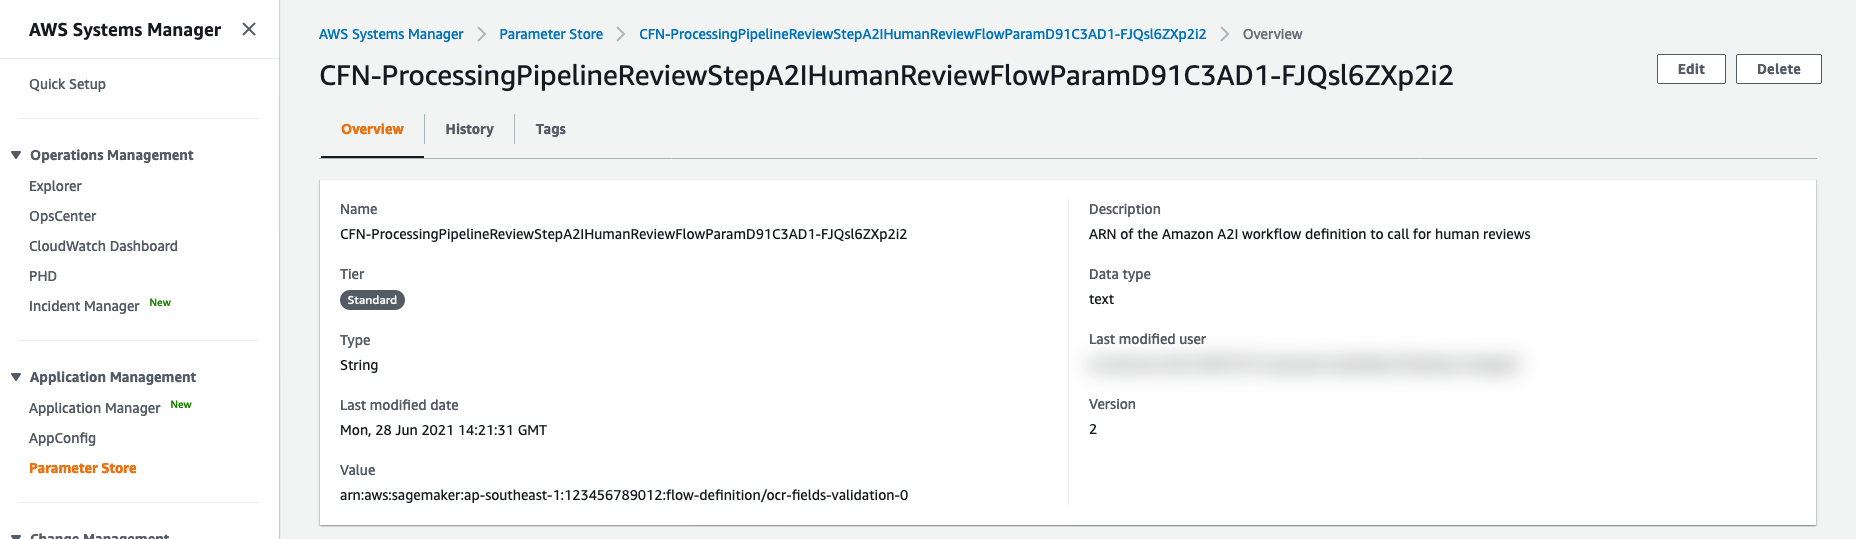 AWS Systems Manager
Quick Setup
Operations Management
Explorer
OpsCenter
CloudWatch Dashboard
PHD
Incident Manager New
Application Management
Application Manager New
AppConfig
Parameter Store
Change Management
AWS Systems Manager > Parameter Store > CFN-ProcessingPipelineReviewStepA2IHumanReviewFlowParamD91C3AD1-FJQsl6ZXp2i2 > Overview
CFN-ProcessingPipelineReviewStepA2IHumanReviewFlowParamD91C3AD1-FJQsl6ZXp2i2
Edit Delete
Overview History Tags
Name
CFN-ProcessingPipelineReviewStepA2IHumanReviewFlowParamD91C3AD1-FJQsl6ZXp2i2
Tier
Standard
Type
String
Last modified date
Mon, 28 Jun 2021 14:21:31 GMT
Value
arn:aws:sagemaker:ap-southeast-1:123456789012:flow-definition/ocr-fields-validation-0
Description
ARN of the Amazon A2I workflow definition to call for human reviews
Data type
text
Last modified user
Version
2